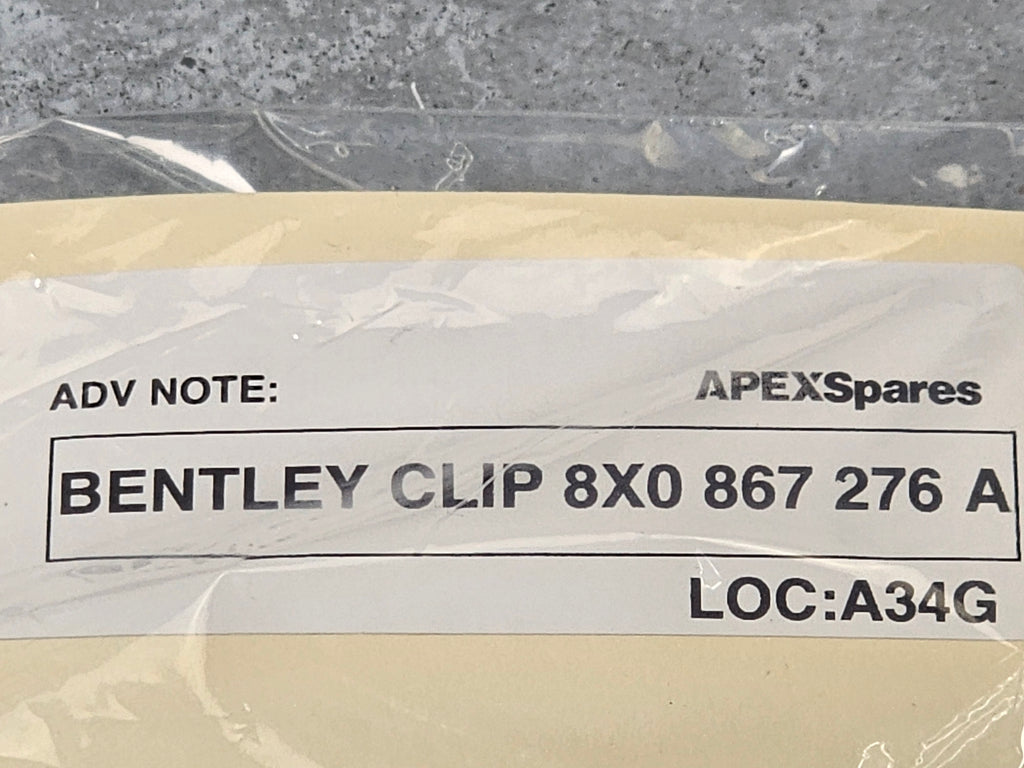 ADV NOTE: APEXSpares
BENTLEY CLIP 8X0 867 276 A
LOC:A34G